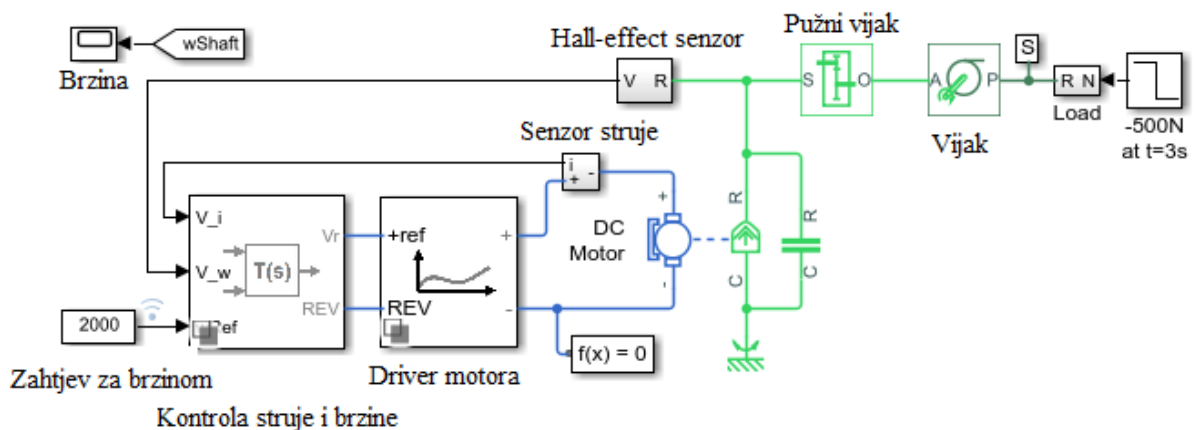 wShaft
Brzina
Hall-effect senzor
V R
Pužni vijak
S O
A P
Vijak
S
R N
Load
-500N
at t=3s
Senzor struje
i
+ -
V_i
V_w
Ref
T(s)
Vr
REV
+ref
REV
+
-
+
DC
Motor
-
R
C
R
C
2000
f(x) = 0
Zahtjev za brzinom
Driver motora
Kontrola struje i brzine